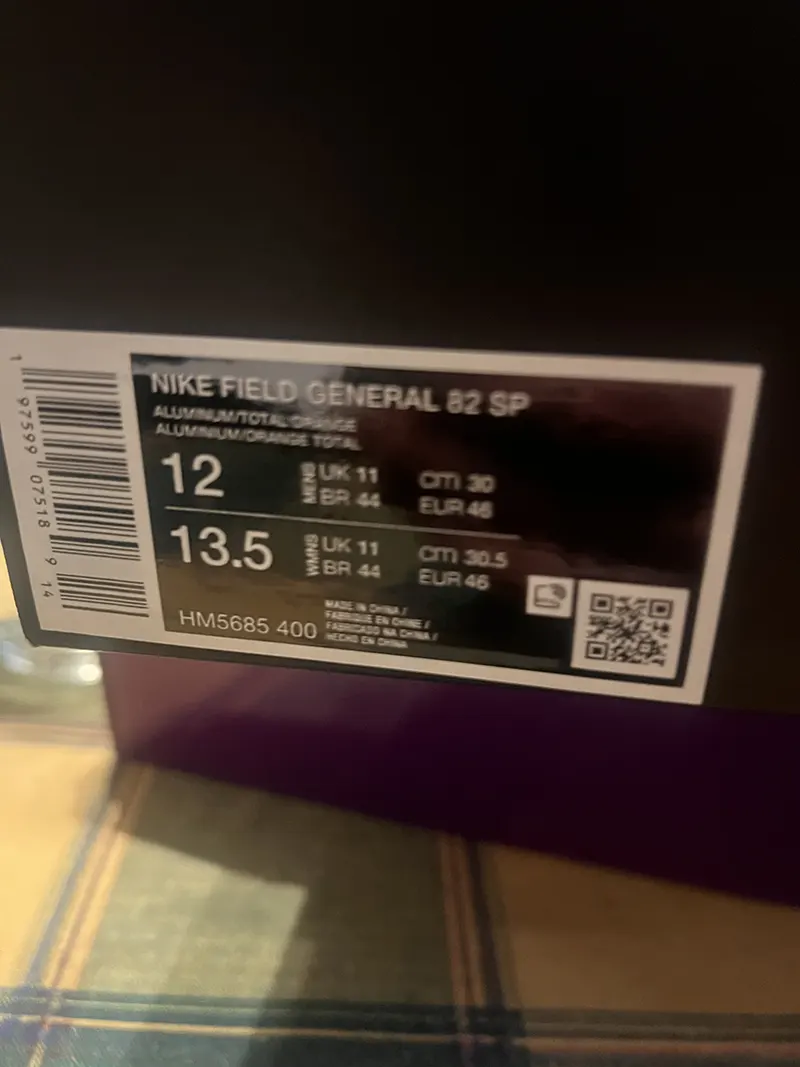 NIKE FIELD GENERAL 82 SP
ALUMINUM/TOTAL ORANGE
ALUMINIUM/ORANGE TOTAL
12 MENS UK 11 CM 30
BR 44 EUR 46
13.5 WMNS UK 11 CM 30.5
BR 44 EUR 46
HM5685 400
MADE IN CHINA /
FABRIQUE EN CHINE /
FABRICADO NA CHINA /
HECHO EN CHINA
1 97599 07518 9 14